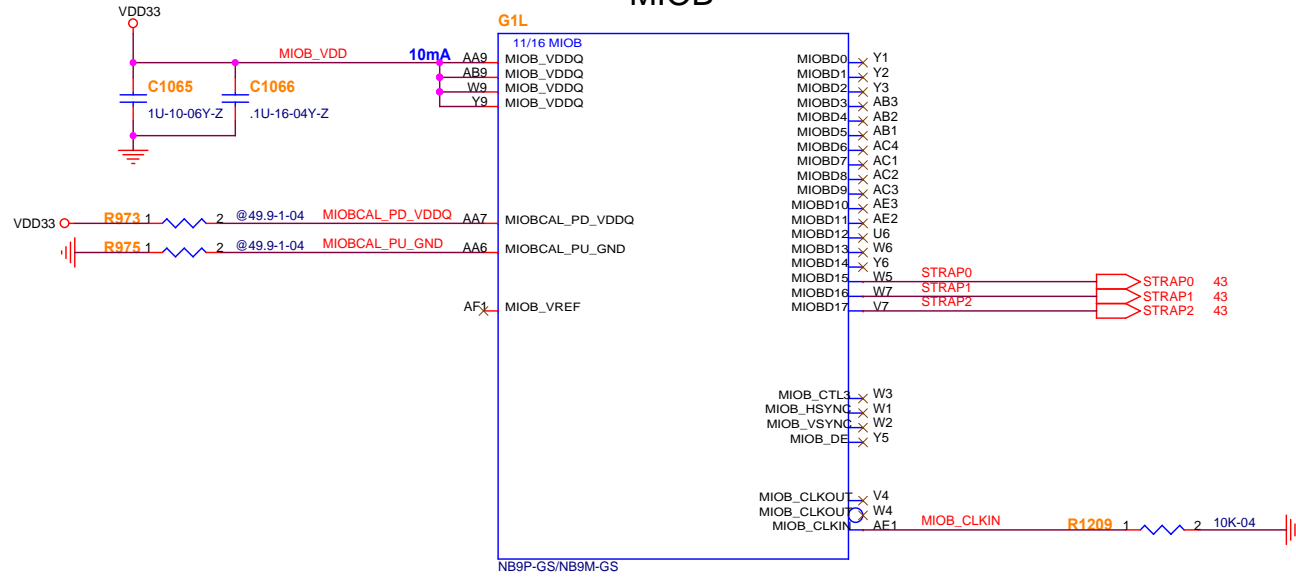 MIOB
VDD33
G1L
11/16 MIOB
MIOB_VDD 10mA AA9 MIOB_VDDQ
AB9 MIOB_VDDQ
W9 MIOB_VDDQ
Y9 MIOB_VDDQ
C1065 C1066
1U-10-06Y-Z .1U-16-04Y-Z
MIOBD0 Y1
MIOBD1 Y2
MIOBD2 Y3
MIOBD3 AB3
MIOBD4 AB2
MIOBD5 AB1
MIOBD6 AC4
MIOBD7 AC1
MIOBD8 AC2
MIOBD9 AC3
MIOBD10 AE3
MIOBD11 AE2
MIOBD12 U6
MIOBD13 W6
MIOBD14 Y6
MIOBD15 W5 STRAP0 STRAP0 43
MIOBD16 W7 STRAP1 STRAP1 43
MIOBD17 V7 STRAP2 STRAP2 43
VDD33 R973 1 2 @49.9-1-04 MIOBCAL_PD_VDDQ AA7 MIOBCAL_PD_VDDQ
R975 1 2 @49.9-1-04 MIOBCAL_PU_GND AA6 MIOBCAL_PU_GND
AF1 MIOB_VREF
MIOB_CTL3 W3
MIOB_HSYNC W1
MIOB_VSYNC W2
MIOB_DE Y5
MIOB_CLKOUT V4
MIOB_CLKOUT W4
MIOB_CLKIN AE1 MIOB_CLKIN R1209 1 2 10K-04
NB9P-GS/NB9M-GS